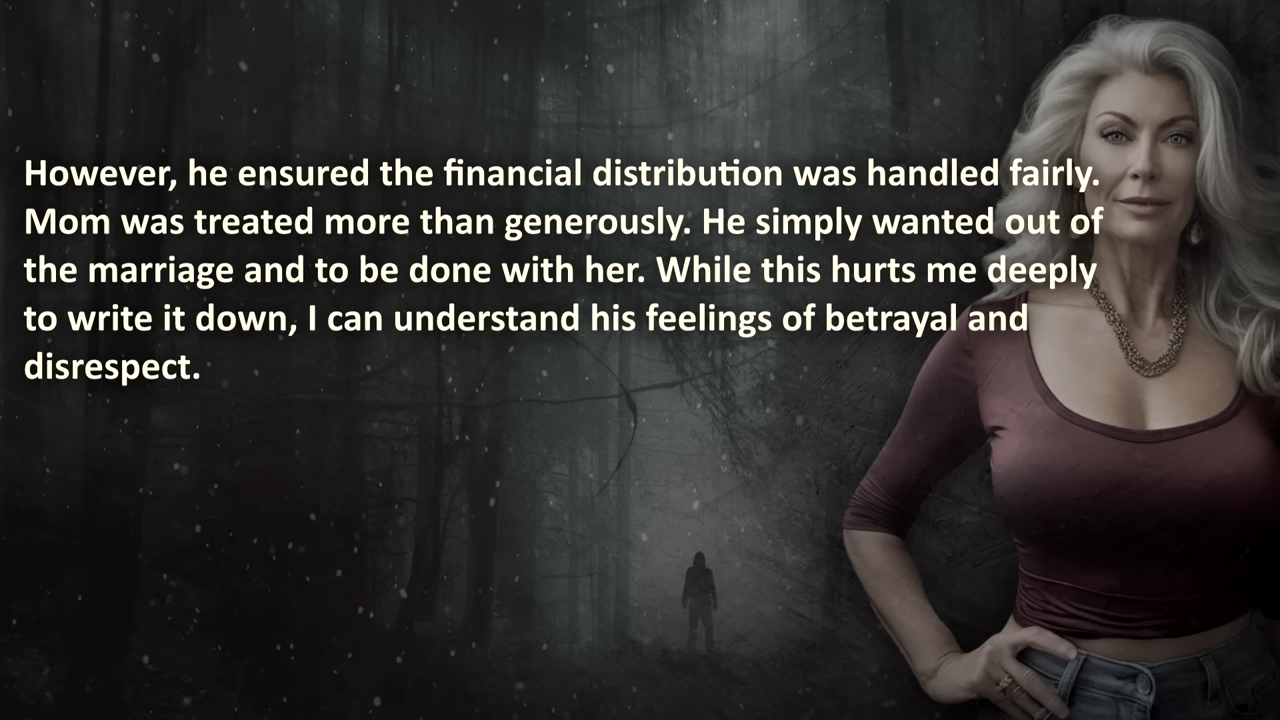 However, he ensured the financial distribution was handled fairly.
Mom was treated more than generously. He simply wanted out of
the marriage and to be done with her. While this hurts me deeply
to write it down, I can understand his feelings of betrayal and
disrespect.